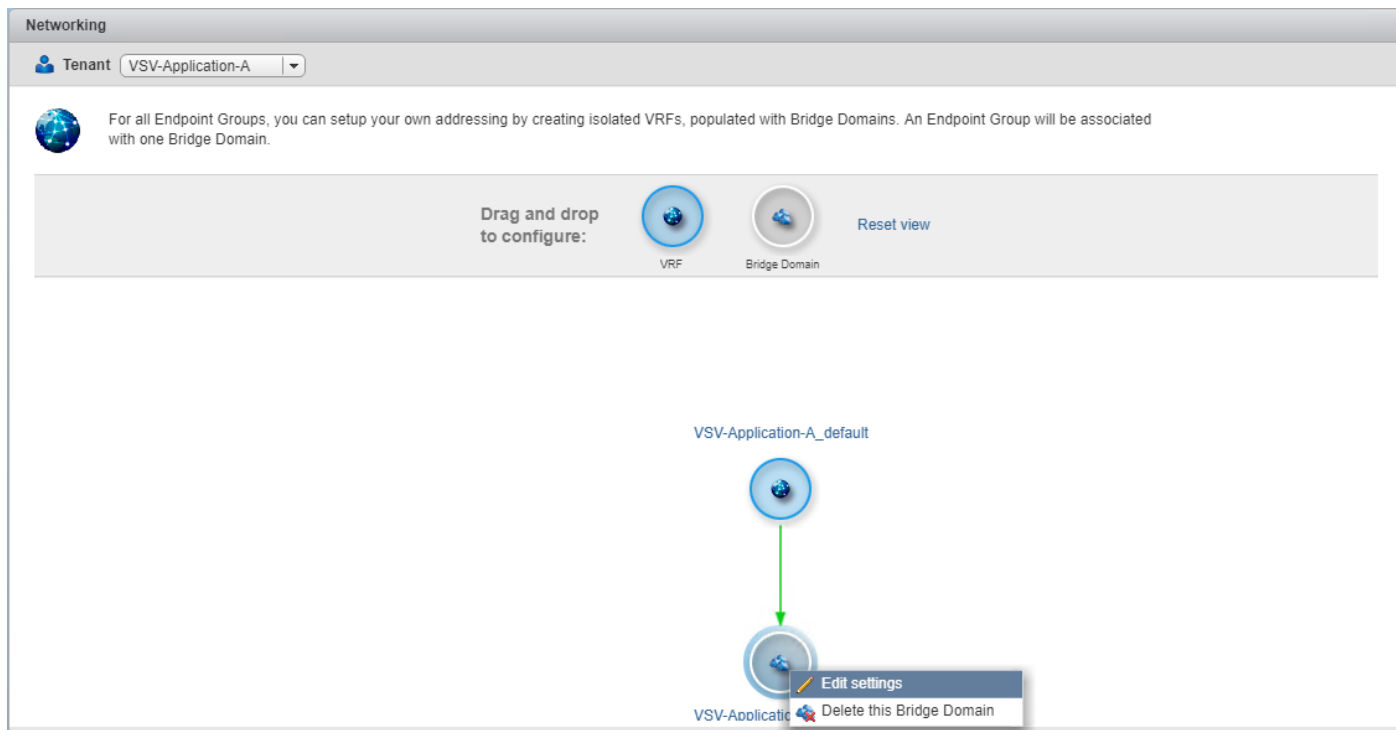 Networking
Tenant VSV-Application-A
For all Endpoint Groups, you can setup your own addressing by creating isolated VRFs, populated with Bridge Domains. An Endpoint Group will be associated
with one Bridge Domain.
Drag and drop
to configure:
VRF
Bridge Domain
Reset view
VSV-Application-A_default
Edit settings
Delete this Bridge Domain